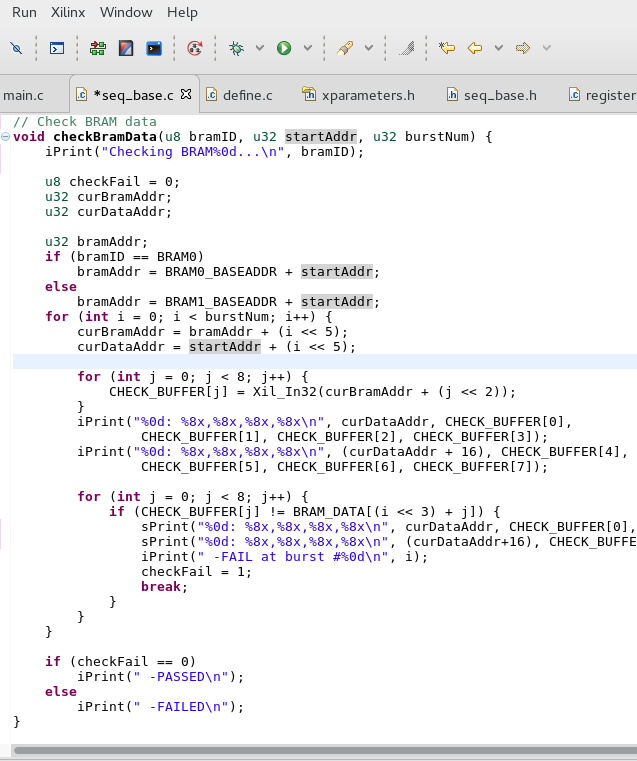 Run Xilinx Window Help
main.c *seq_base.c define.c xparameters.h seq_base.h register
// Check BRAM data
void checkBramData(u8 bramID, u32 startAddr, u32 burstNum) {
    iPrint("Checking BRAM%0d...\n", bramID);

    u8 checkFail = 0;
    u32 curBramAddr;
    u32 curDataAddr;

    u32 bramAddr;
    if (bramID == BRAM0)
        bramAddr = BRAM0_BASEADDR + startAddr;
    else
        bramAddr = BRAM1_BASEADDR + startAddr;
    for (int i = 0; i < burstNum; i++) {
        curBramAddr = bramAddr + (i << 5);
        curDataAddr = startAddr + (i << 5);

        for (int j = 0; j < 8; j++) {
            CHECK_BUFFER[j] = Xil_In32(curBramAddr + (j << 2));
        }
        iPrint("%0d: %8x,%8x,%8x,%8x\n", curDataAddr, CHECK_BUFFER[0],
                CHECK_BUFFER[1], CHECK_BUFFER[2], CHECK_BUFFER[3]);
        iPrint("%0d: %8x,%8x,%8x,%8x\n", (curDataAddr + 16), CHECK_BUFFER[4],
                CHECK_BUFFER[5], CHECK_BUFFER[6], CHECK_BUFFER[7]);

        for (int j = 0; j < 8; j++) {
            if (CHECK_BUFFER[j] != BRAM_DATA[(i << 3) + j]) {
                sPrint("%0d: %8x,%8x,%8x,%8x\n", curDataAddr, CHECK_BUFFER[0],
                sPrint("%0d: %8x,%8x,%8x,%8x\n", (curDataAddr+16), CHECK_BUFFE
                iPrint(" -FAIL at burst #%0d\n", i);
                checkFail = 1;
                break;
            }
        }
    }

    if (checkFail == 0)
        iPrint(" -PASSED\n");
    else
        iPrint(" -FAILED\n");
}